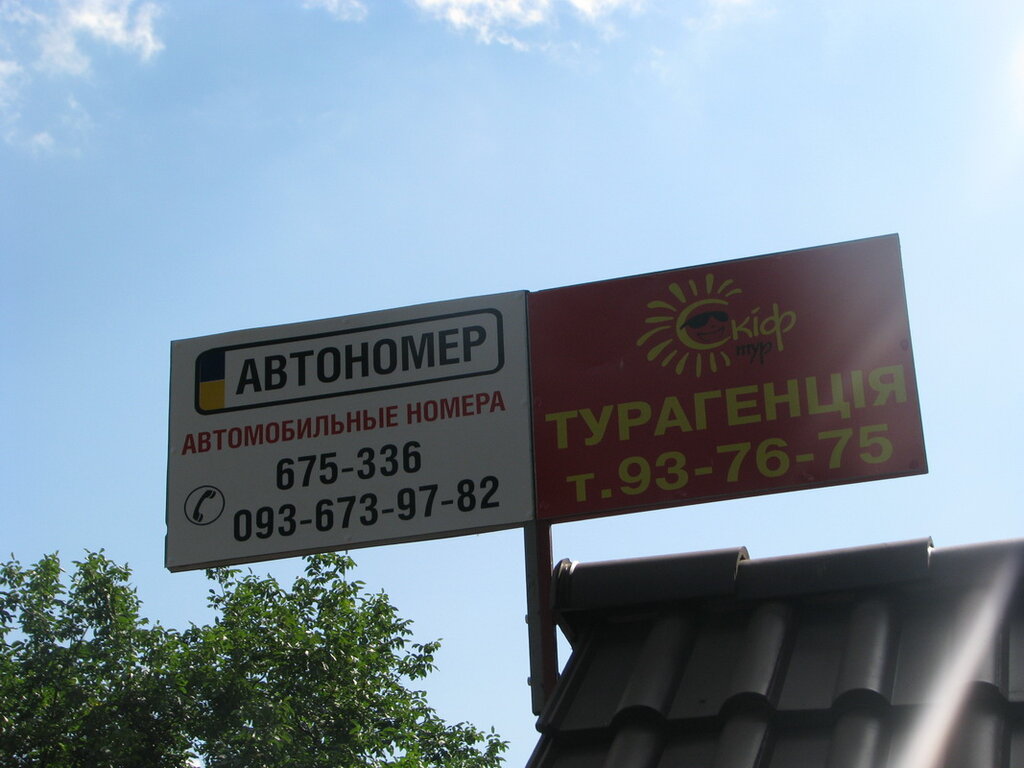 АВТОНОМЕР
АВТОМОБИЛЬНЫЕ НОМЕРА
675-336
093-673-97-82
Скіф
тур
ТУРАГЕНЦІЯ
т.93-76-75